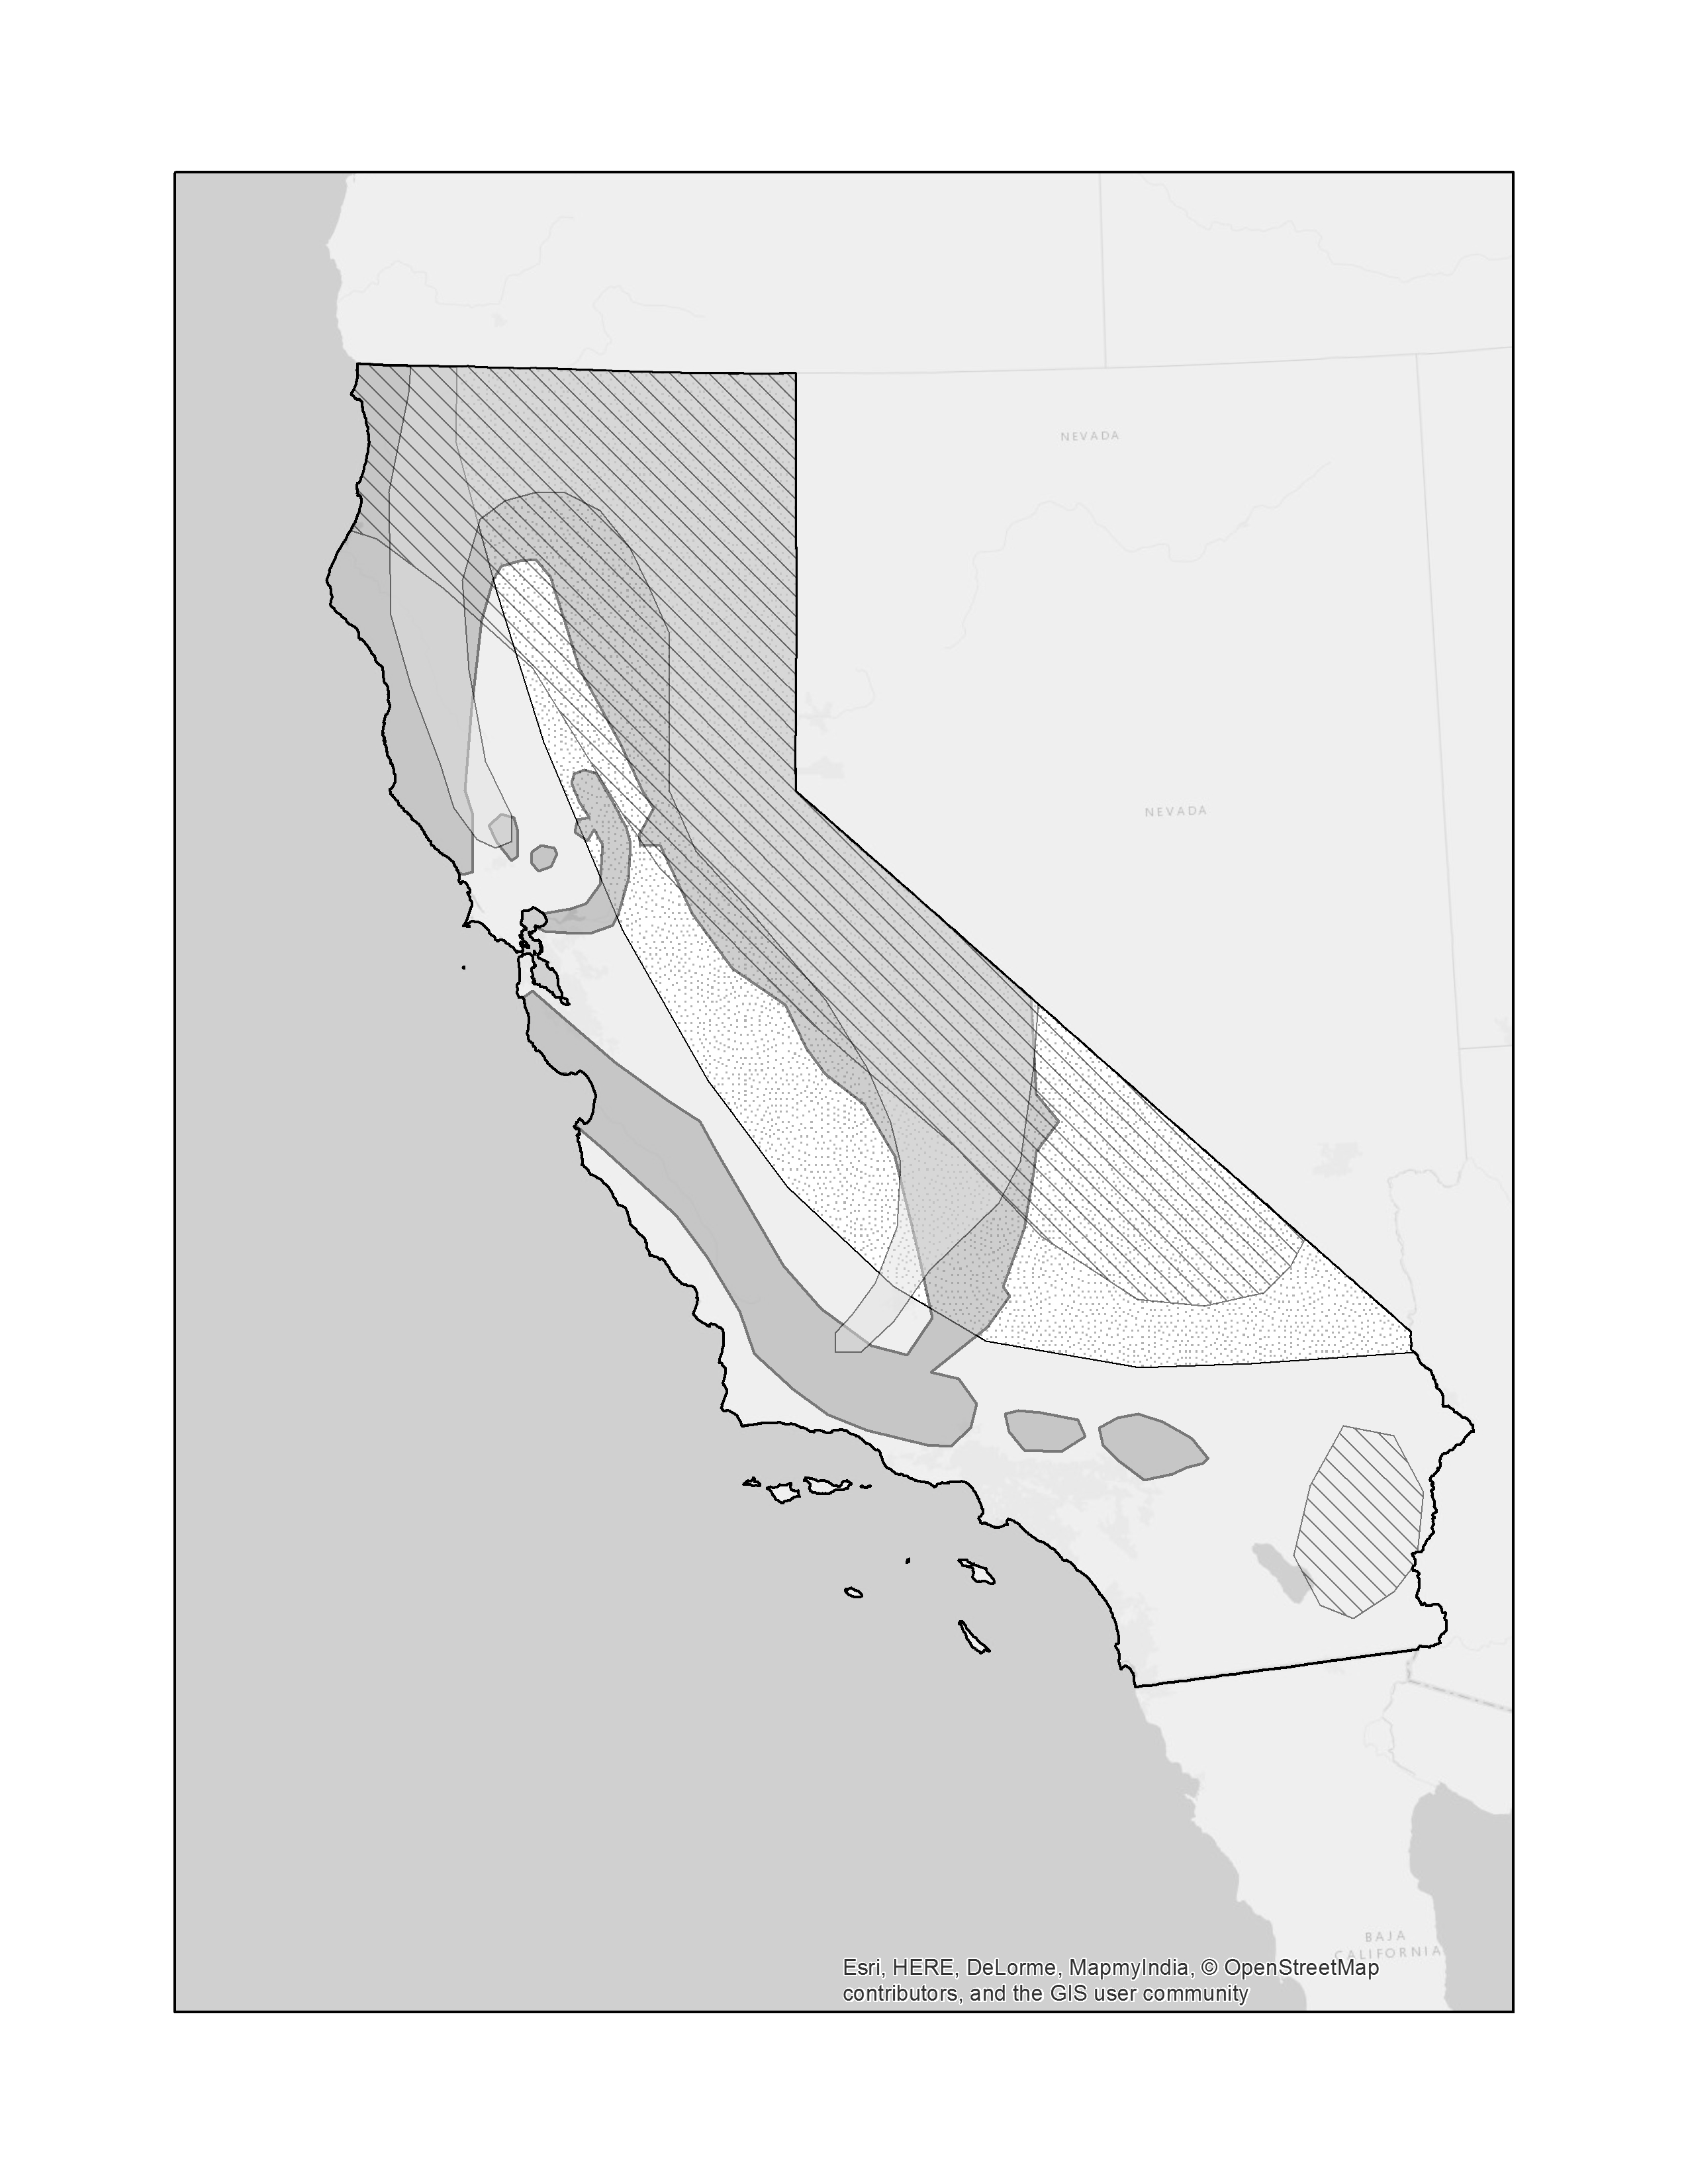 NEVADA
NEVADA
BAJA
CALIFORNIA
Esri, HERE, DeLorme, MapmyIndia, © OpenStreetMap
contributors, and the GIS user community